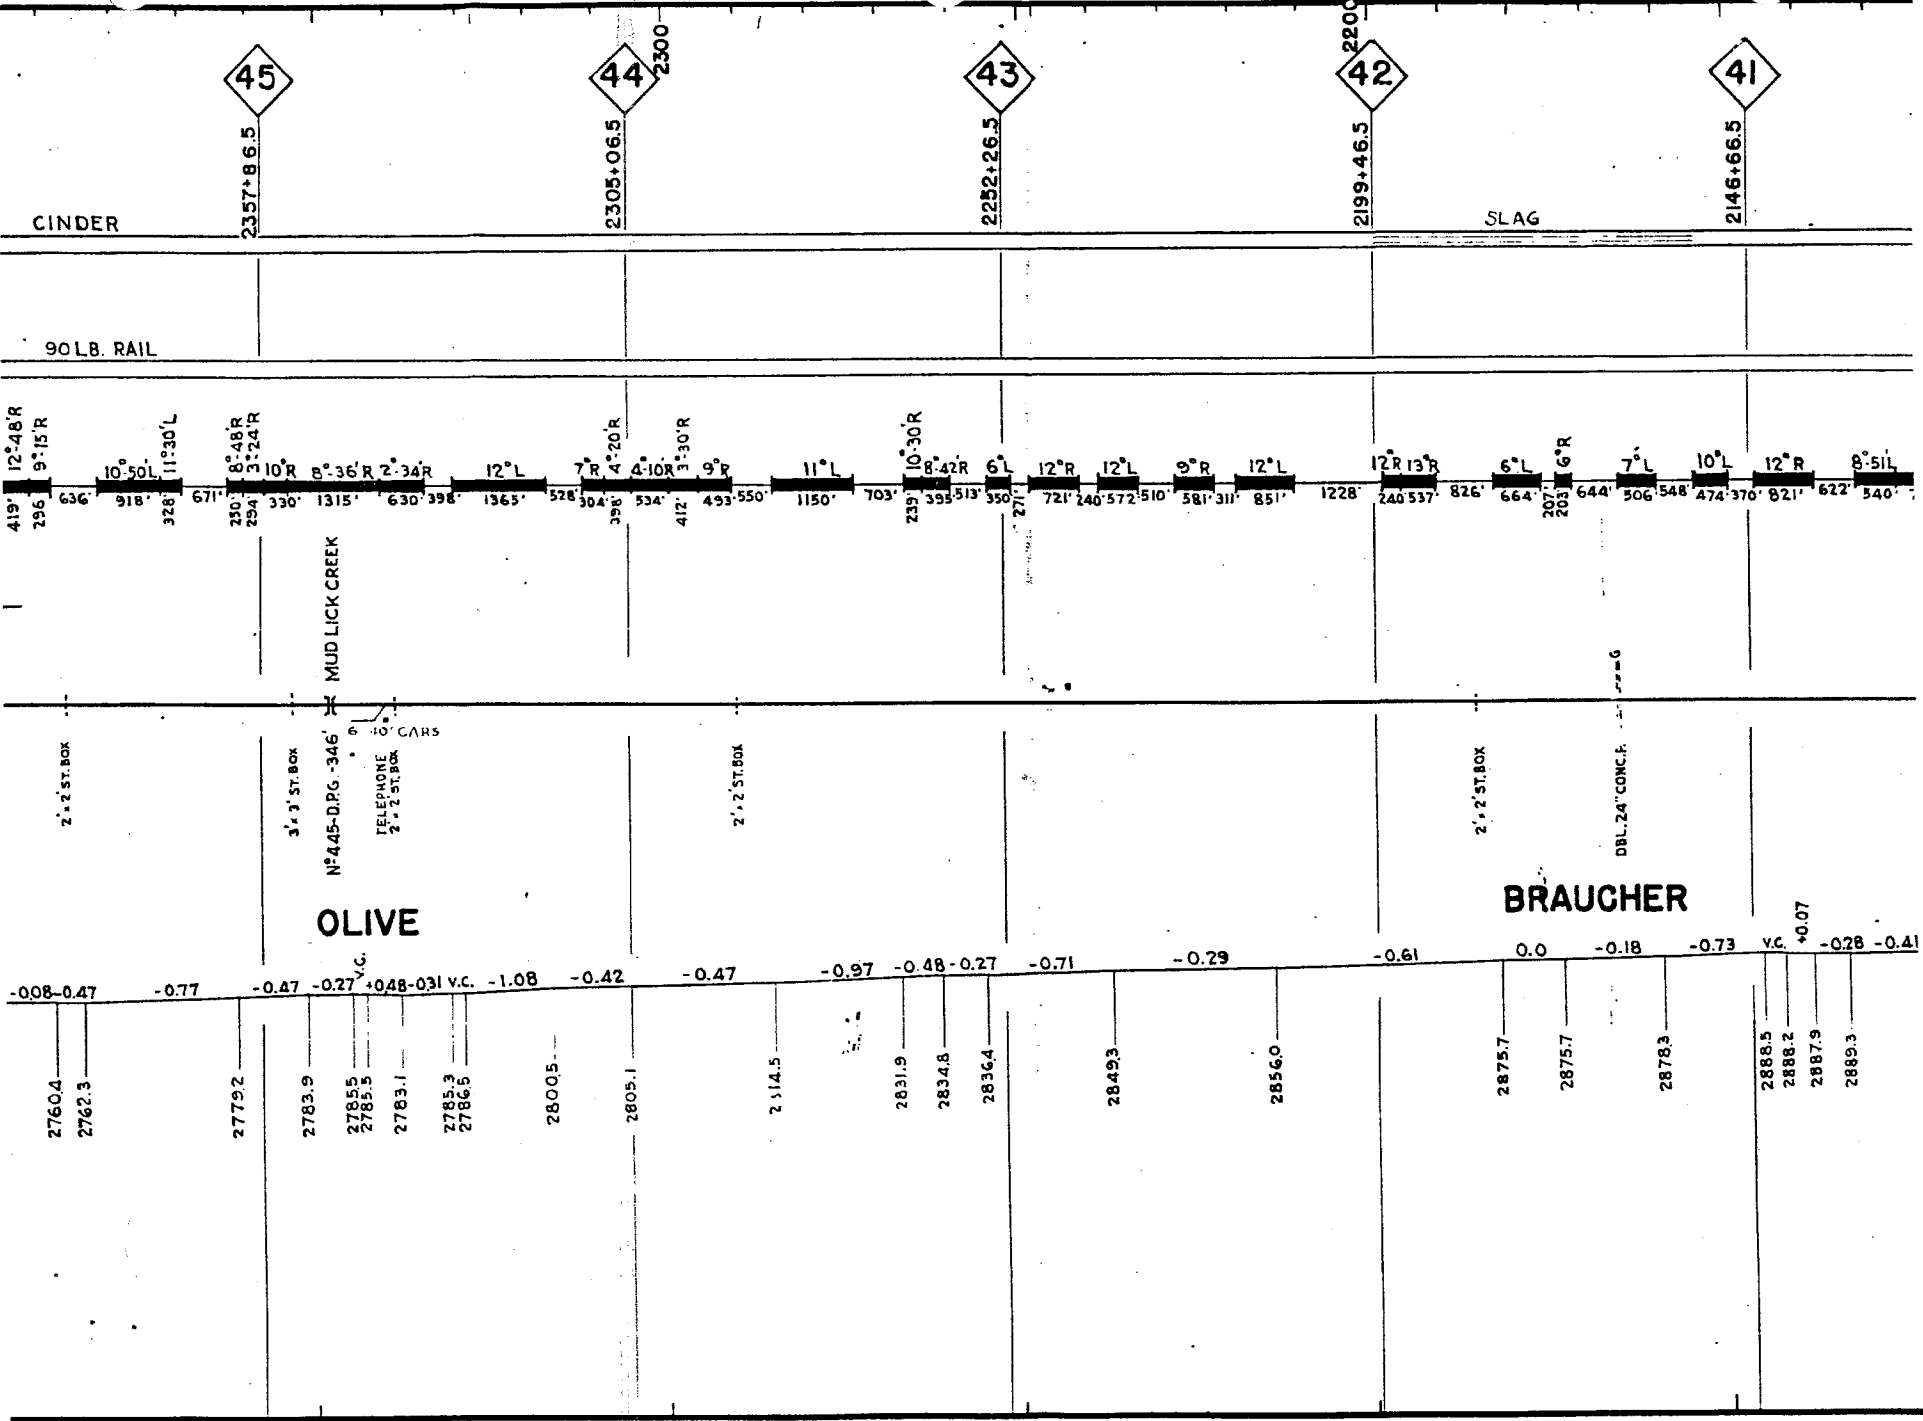 2300
2200
45
44
43
42
41
2357+86.5
2305+06.5
2252+26.5
2199+46.5
2146+66.5
CINDER
SLAG
90 LB. RAIL
12°-48'R 9°-15'R 10°-50'L 11°-30'L 8°-48'R 3°-24'R 10°R 8°-36'R 2°-34'R 12°L 7°R 4°-20'R 4°-10'R 3°-30'R 9°R 11°L 10°-30'R 8°-42'R 6°L 12°R 12°L 9°R 12°L 12°R 13°R 6°L 6°R 7°L 10°L 12°R 8°-51'L
419' 296' 636' 918' 328' 671' 250' 294' 330' 1315' 630' 398' 1365' 528' 304' 398' 534' 412' 493' 550' 1150' 703' 239' 395' 513' 350' 271' 721' 240' 572' 510' 581' 311' 851' 1228' 240' 537' 826' 664' 207' 203' 644' 506' 548' 474' 370' 821' 622' 540'
MUD LICK CREEK
G
6 40' CARS
2' x 2' ST. BOX
3' x 3' ST. BOX
Nº445-D.P.G.-346'
TELEPHONE
2' x 2' ST. BOX
2' x 2' ST. BOX
2' x 2' ST. BOX
DBL. 24" CONC. P.
OLIVE
BRAUCHER
-0.08 -0.47 -0.77 -0.47 -0.27 V.C. +0.48 -0.31 V.C. -1.08 -0.42 -0.47 -0.97 -0.48 -0.27 -0.71 -0.29 -0.61 0.0 -0.18 -0.73 V.C. +0.07 -0.28 -0.41
2760.4 2762.3 2779.2 2783.9 2785.5 2785.5 2783.1 2785.3 2786.5 2800.5 2805.1 2831.9 2834.8 2836.4 2849.3 2856.0 2875.7 2875.7 2878.3 2888.5 2888.2 2887.9 2889.3